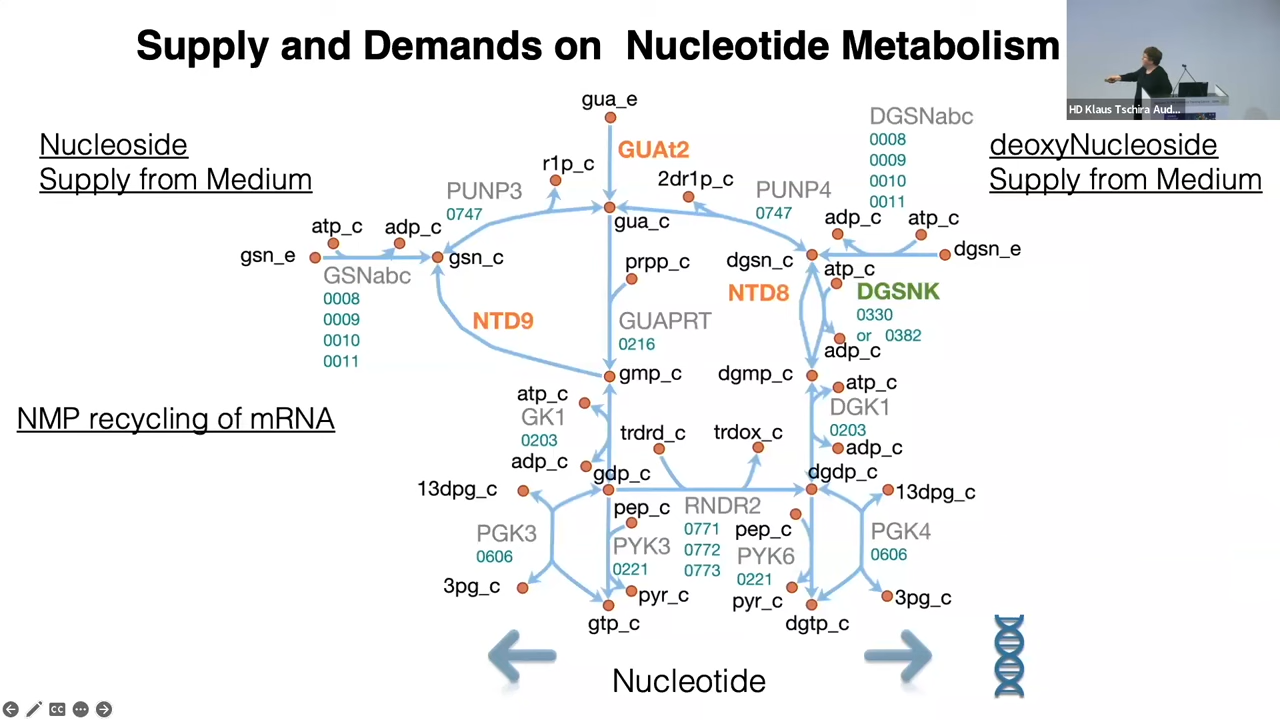 Supply and Demands on Nucleotide Metabolism
HD Klaus Tschira Aud...
Nucleoside
Supply from Medium
deoxyNucleoside
Supply from Medium
gua_e
GUAt2
r1p_c
2dr1p_c
PUNP3
0747
PUNP4
0747
DGSNabc
0008
0009
0010
0011
gua_c
atp_c
adp_c
gsn_e
gsn_c
GSNabc
0008
0009
0010
0011
adp_c
atp_c
dgsn_c
dgsn_e
prpp_c
NTD8
atp_c
DGSNK
0330
or 0382
adp_c
NTD9
GUAPRT
0216
gmp_c
dgmp_c
NMP recycling of mRNA
atp_c
GK1
0203
adp_c
atp_c
DGK1
0203
adp_c
trdrd_c
trdox_c
gdp_c
dgdp_c
13dpg_c
13dpg_c
PGK3
0606
3pg_c
pep_c
PYK3
0221
pyr_c
RNDR2
0771
0772
0773
pep_c
PYK6
0221
pyr_c
PGK4
0606
3pg_c
gtp_c
dgtp_c
Nucleotide
CC